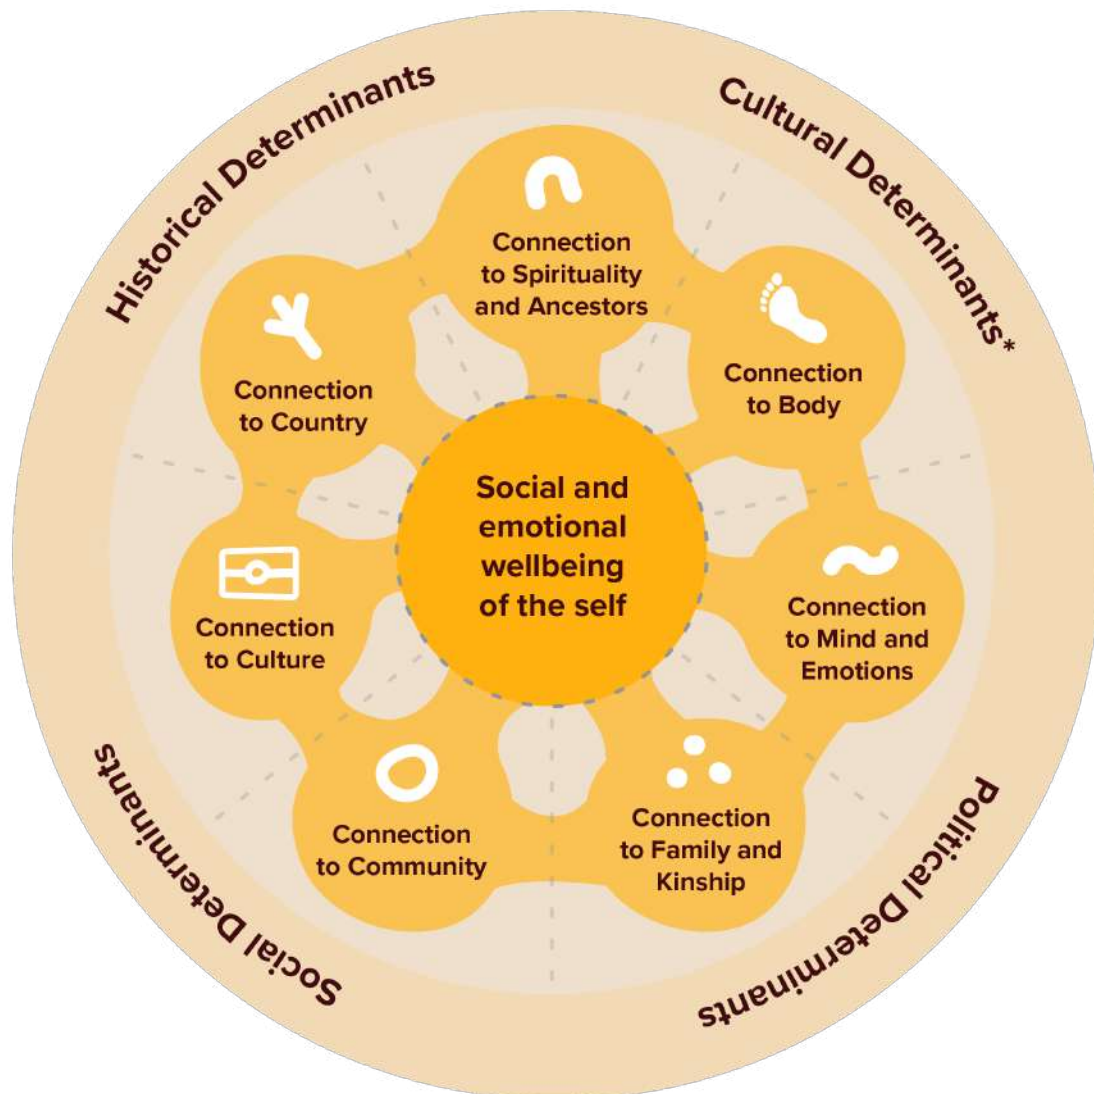 Historical Determinants
Cultural Determinants*
Connection
to Spirituality
and Ancestors
Connection
to Body
Connection
to Country
Social and
emotional
wellbeing
of the self
Connection
to Mind and
Emotions
Connection
to Culture
Connection
to Family and
Kinship
Connection
to Community
Social Determinants
Political Determinants